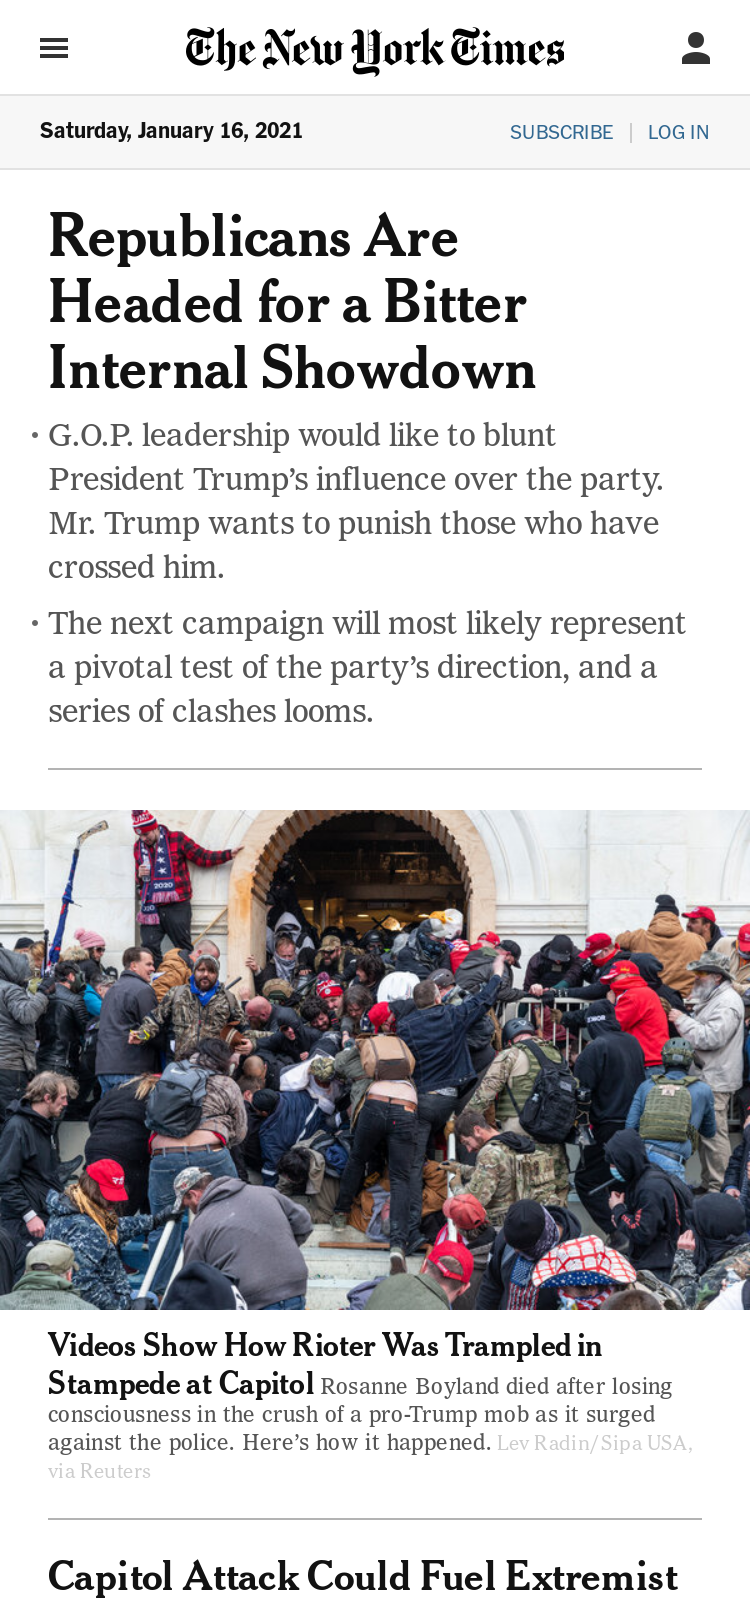 The New York Times
Saturday, January 16, 2021
SUBSCRIBE | LOG IN
Republicans Are
Headed for a Bitter
Internal Showdown
• G.O.P. leadership would like to blunt
President Trump’s influence over the party.
Mr. Trump wants to punish those who have
crossed him.
• The next campaign will most likely represent
a pivotal test of the party’s direction, and a
series of clashes looms.
2020
Videos Show How Rioter Was Trampled in
Stampede at Capitol Rosanne Boyland died after losing
consciousness in the crush of a pro-Trump mob as it surged
against the police. Here’s how it happened. Lev Radin/Sipa USA,
via Reuters
Capitol Attack Could Fuel Extremist